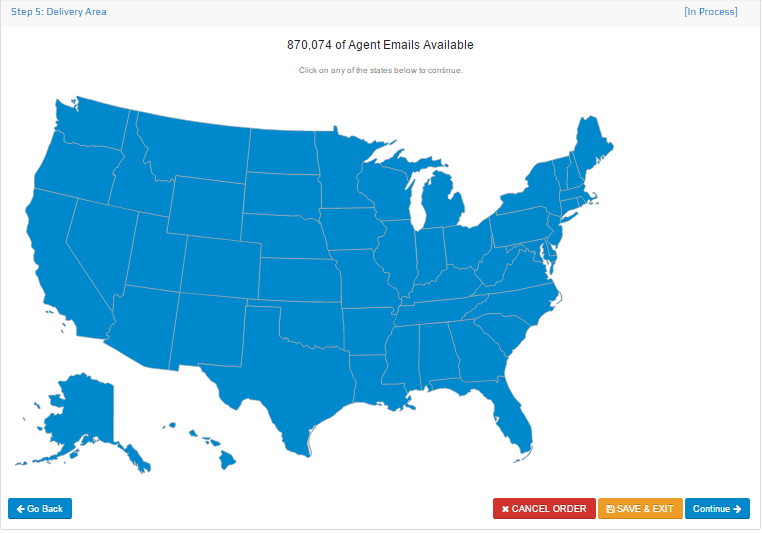 Step 5: Delivery Area
[In Process]
870,074 of Agent Emails Available
Click on any of the states below to continue.
Go Back
CANCEL ORDER
SAVE & EXIT
Continue